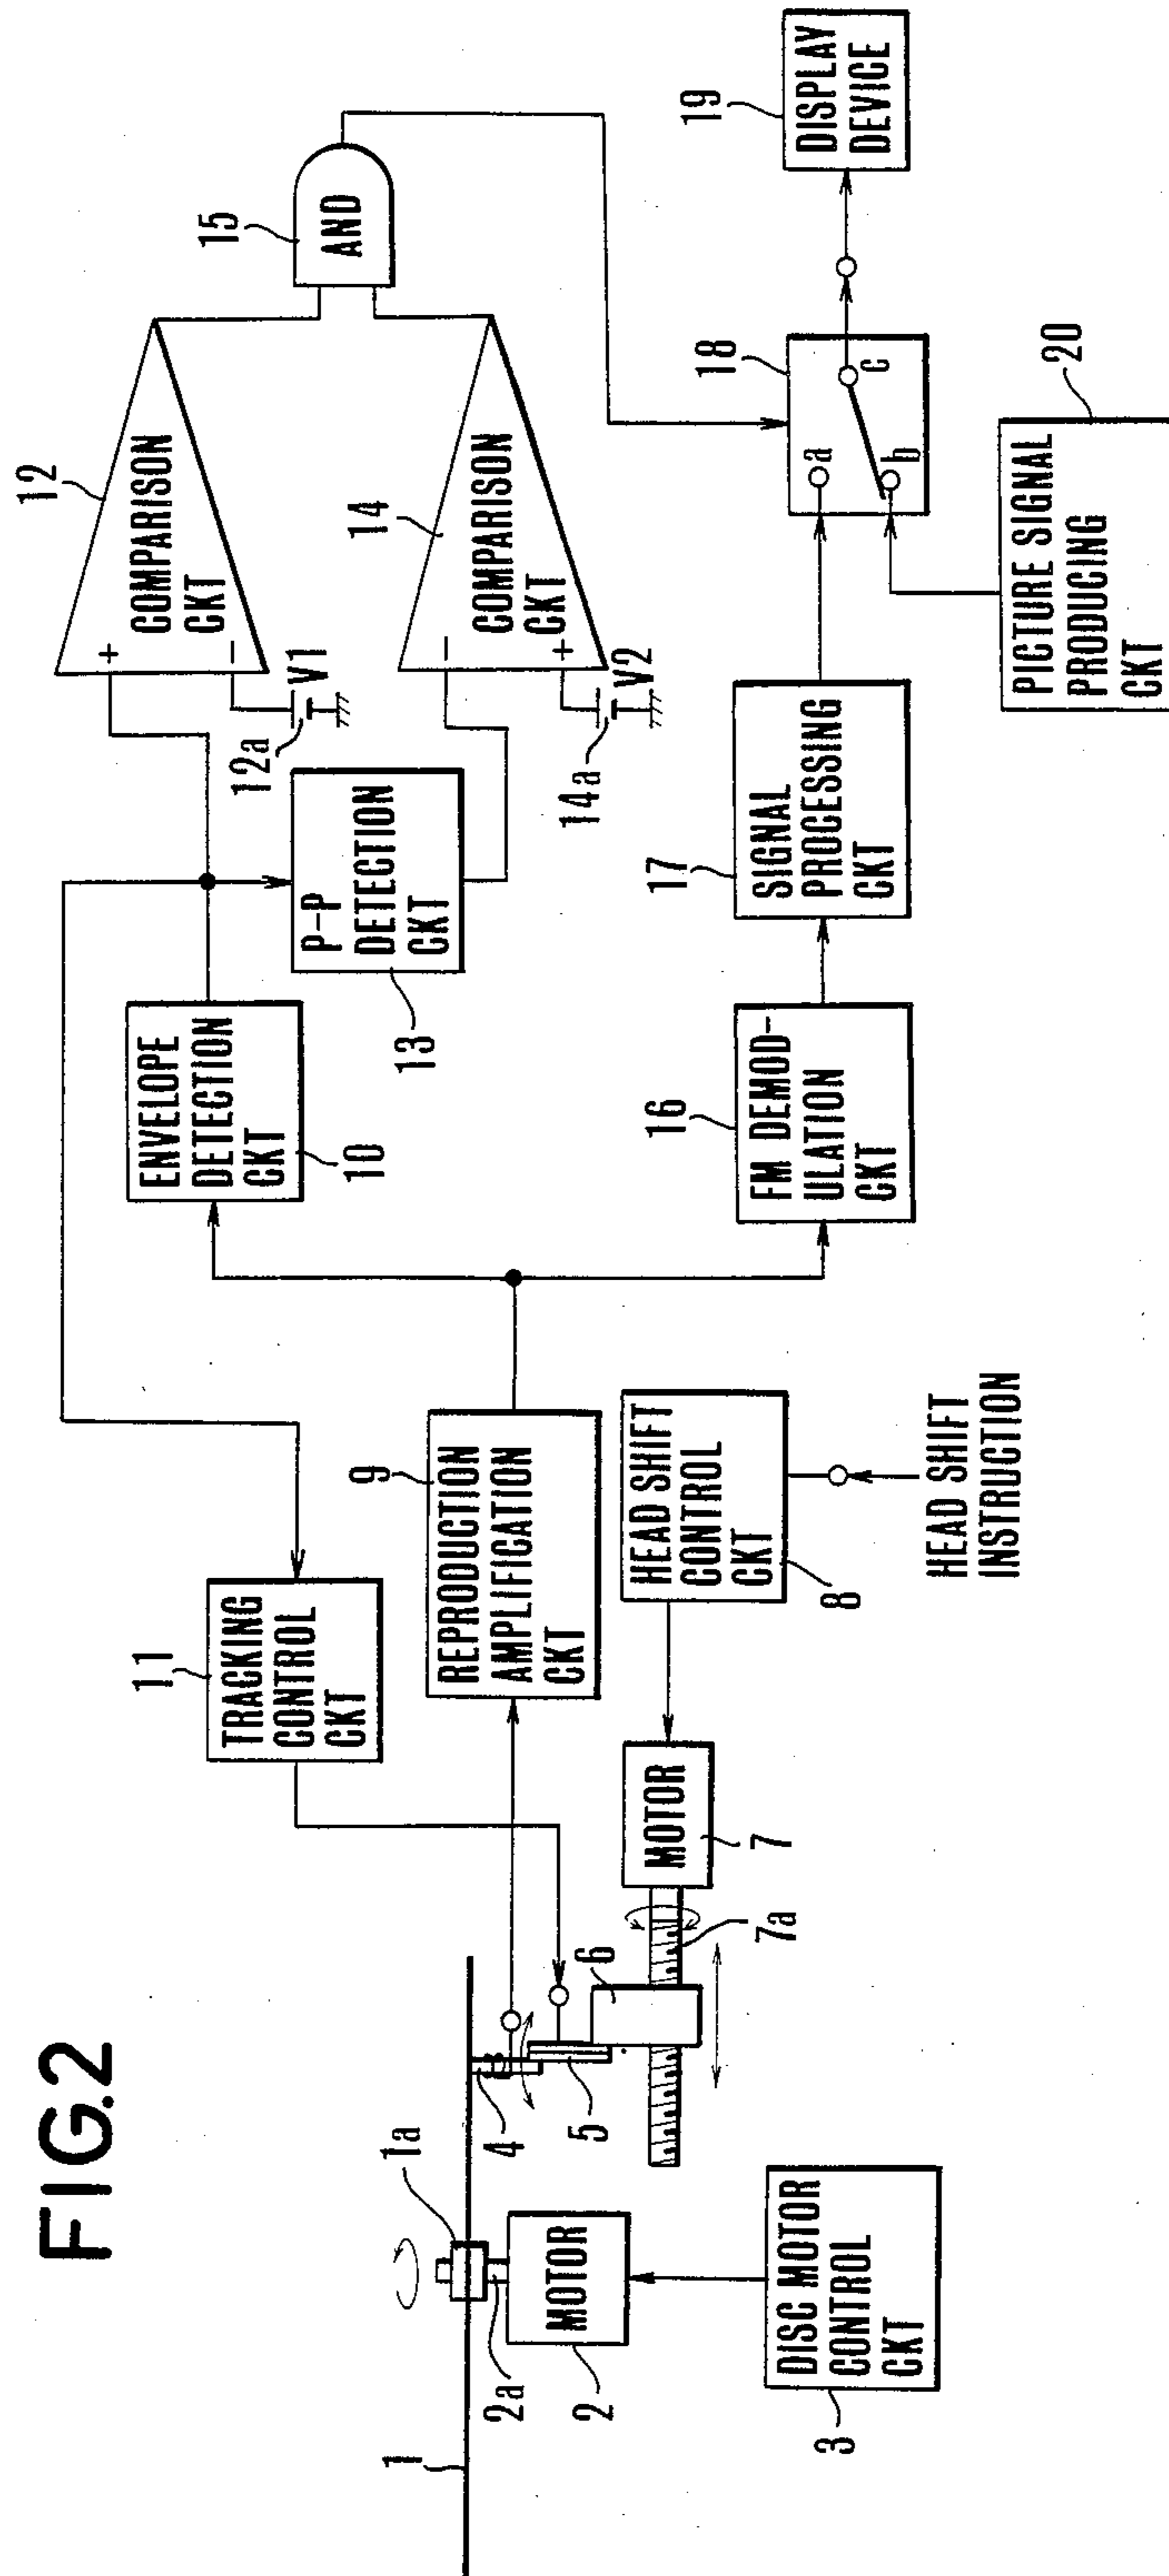 FIG.2
1
1a
2a
2
MOTOR
3
DISC MOTOR
CONTROL
CKT
4
5
6
7a
7
MOTOR
8
HEAD SHIFT
CONTROL
CKT
HEAD SHIFT
INSTRUCTION
9
REPRODUCTION
AMPLIFICATION
CKT
11
TRACKING
CONTROL
CKT
10
ENVELOPE
DETECTION
CKT
13
P-P
DETECTION
CKT
12
+
−
COMPARISON
CKT
12a
V1
14
−
+
COMPARISON
CKT
14a
V2
15
AND
16
FM DEMOD-
ULATION
CKT
17
SIGNAL
PROCESSING
CKT
18
a
b
c
19
DISPLAY
DEVICE
20
PICTURE SIGNAL
PRODUCING
CKT